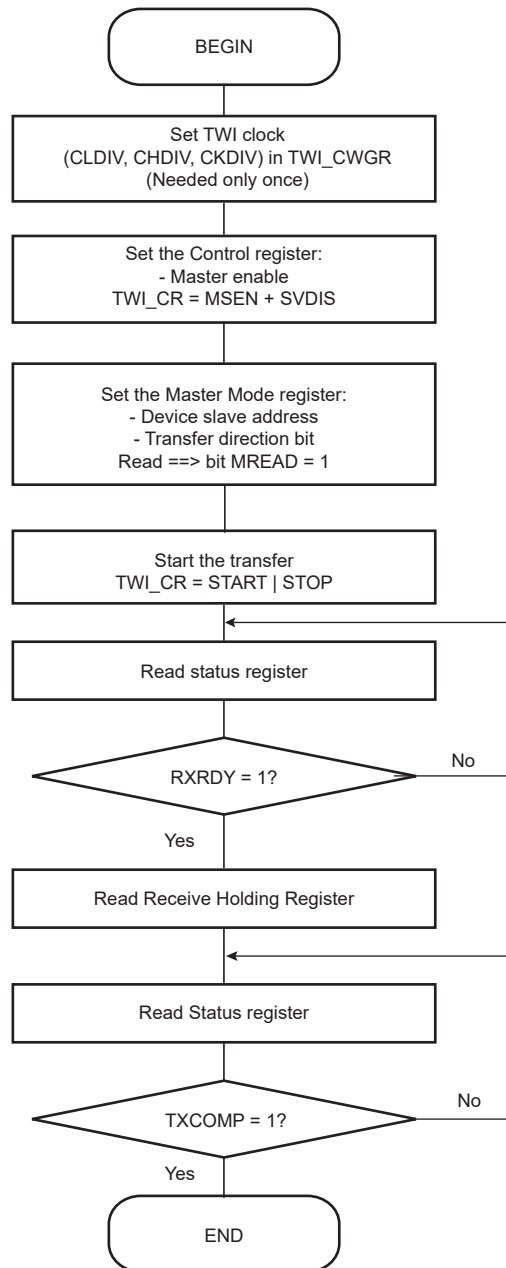 BEGIN
Set TWI clock
(CLDIV, CHDIV, CKDIV) in TWI_CWGR
(Needed only once)
Set the Control register:
- Master enable
TWI_CR = MSEN + SVDIS
Set the Master Mode register:
- Device slave address
- Transfer direction bit
Read ==> bit MREAD = 1
Start the transfer
TWI_CR = START | STOP
Read status register
RXRDY = 1?
No
Yes
Read Receive Holding Register
Read Status register
TXCOMP = 1?
No
Yes
END